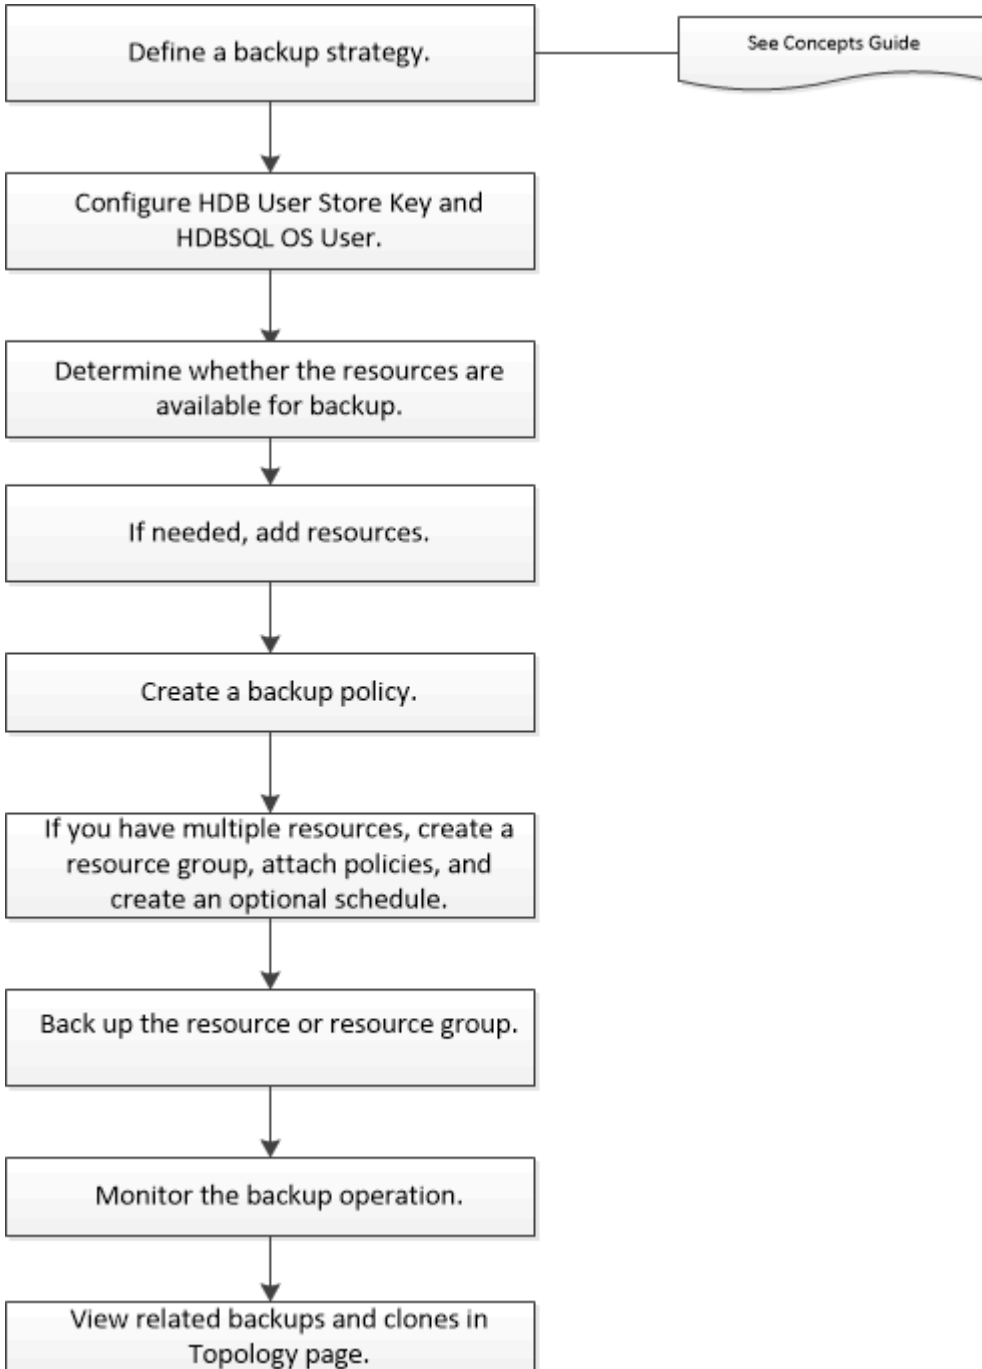 Define a backup strategy.
See Concepts Guide
Configure HDB User Store Key and
HDBSQL OS User.
Determine whether the resources are
available for backup.
If needed, add resources.
Create a backup policy.
If you have multiple resources, create a
resource group, attach policies, and
create an optional schedule.
Back up the resource or resource group.
Monitor the backup operation.
View related backups and clones in
Topology page.